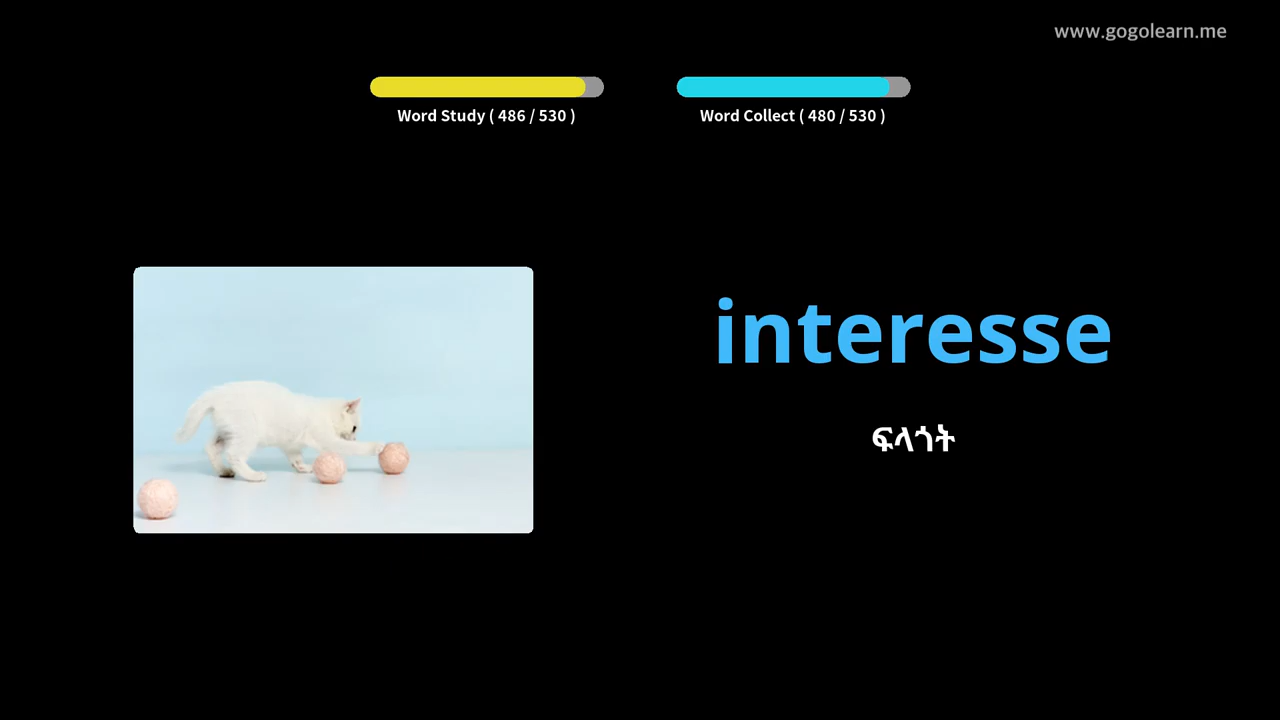 www.gogolearn.me
Word Study ( 486 / 530 )
Word Collect ( 480 / 530 )
interesse
ፍላጎት